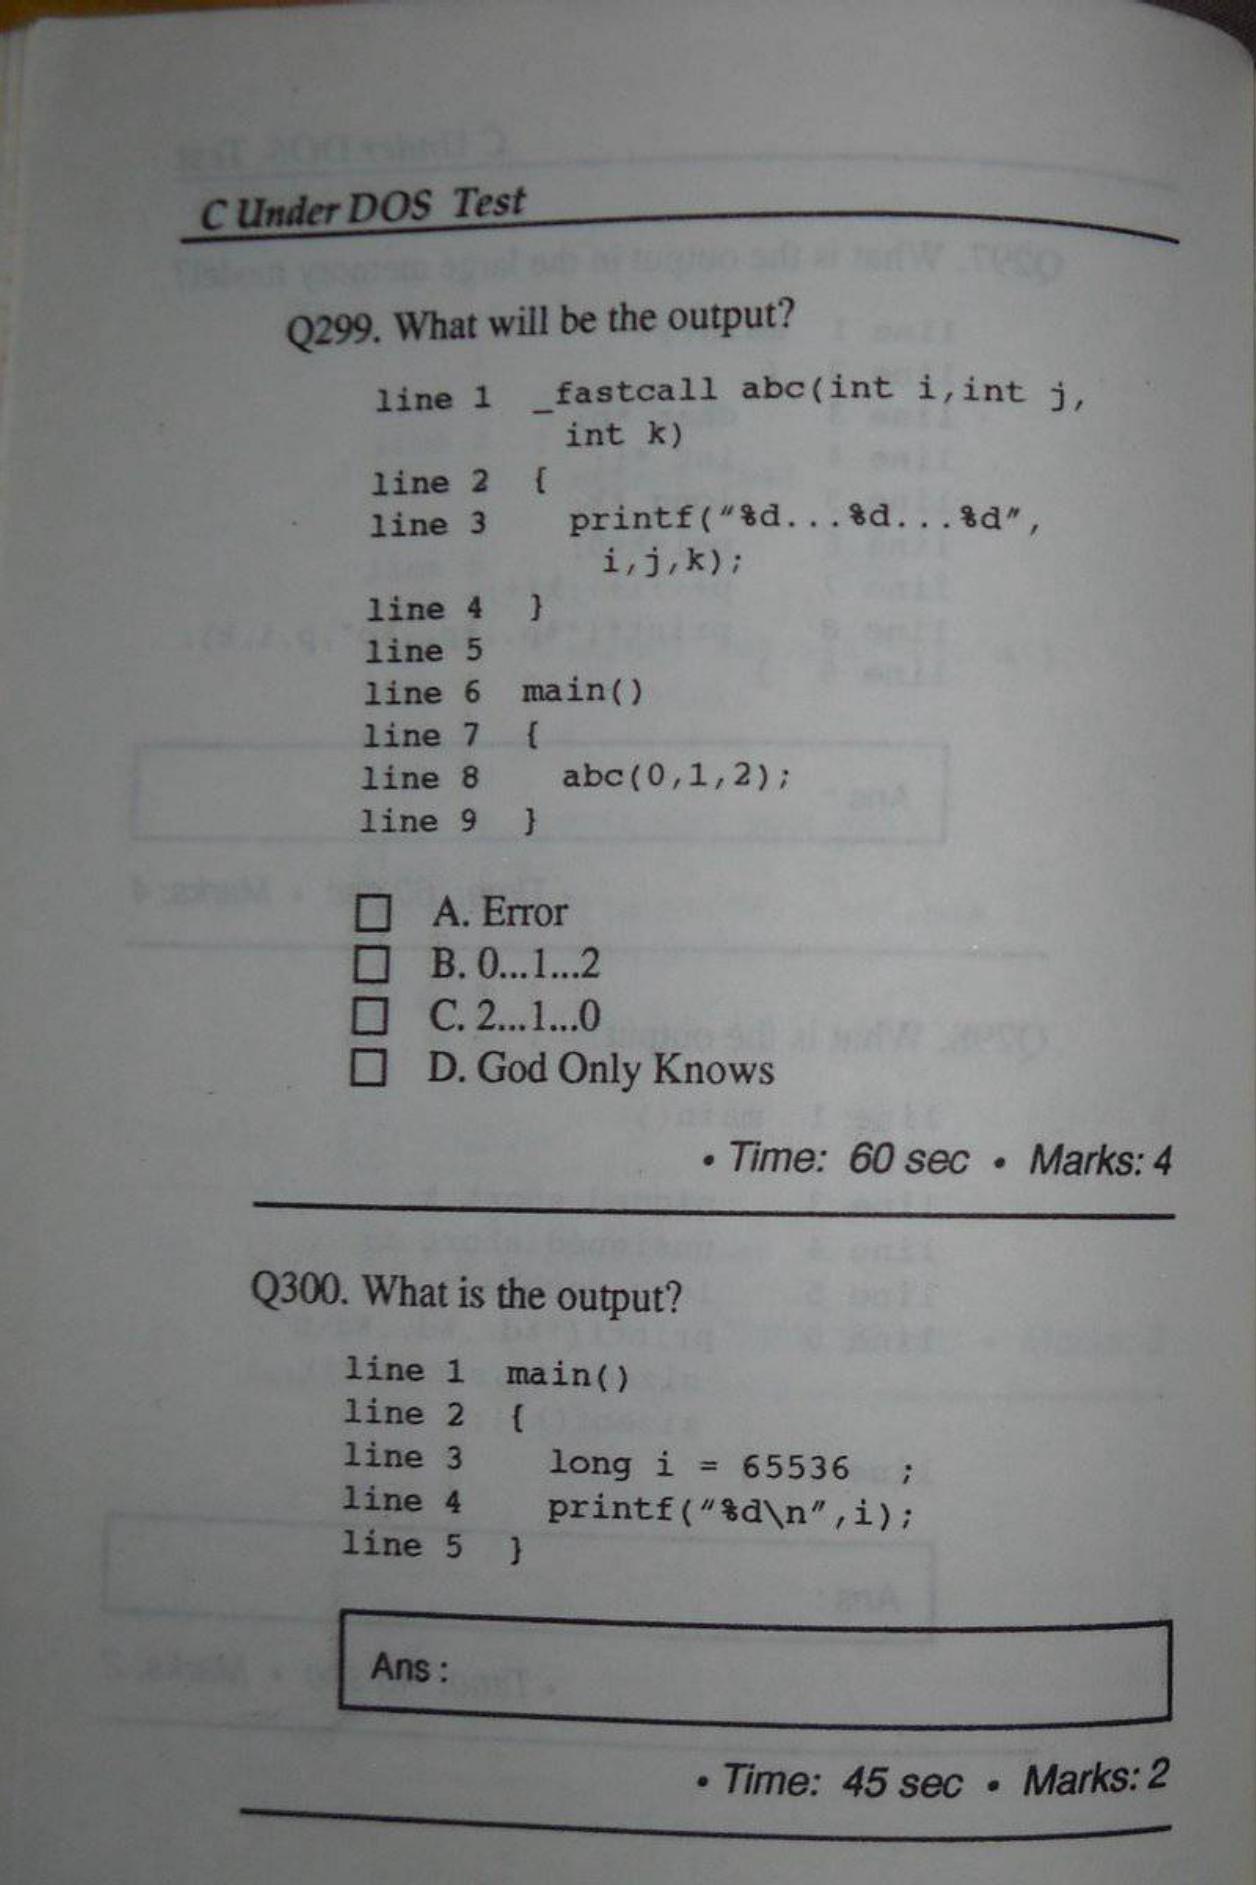 C Under DOS Test
Q299. What will be the output?
line 1 _fastcall abc(int i,int j,
int k)
line 2 {
line 3 printf("%d...%d...%d",
i,j,k);
line 4 }
line 5
line 6 main()
line 7 {
line 8 abc(0,1,2);
line 9 }
A. Error
B. 0...1...2
C. 2...1...0
D. God Only Knows
• Time: 60 sec • Marks: 4
Q300. What is the output?
line 1 main()
line 2 {
line 3 long i = 65536 ;
line 4 printf("%d\n",i);
line 5 }
Ans :
• Time: 45 sec • Marks: 2